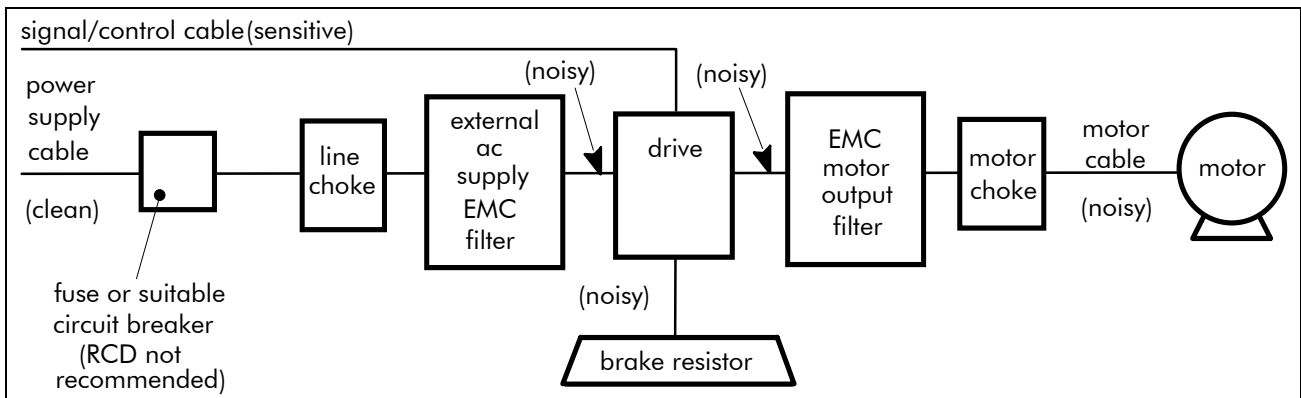 signal/control cable(sensitive)
power
supply
cable
(clean)
fuse or suitable
circuit breaker
(RCD not
recommended)
line
choke
external
ac
supply
EMC
filter
(noisy)
drive
(noisy)
brake resistor
(noisy)
EMC
motor
output
filter
motor
choke
motor
cable
(noisy)
motor